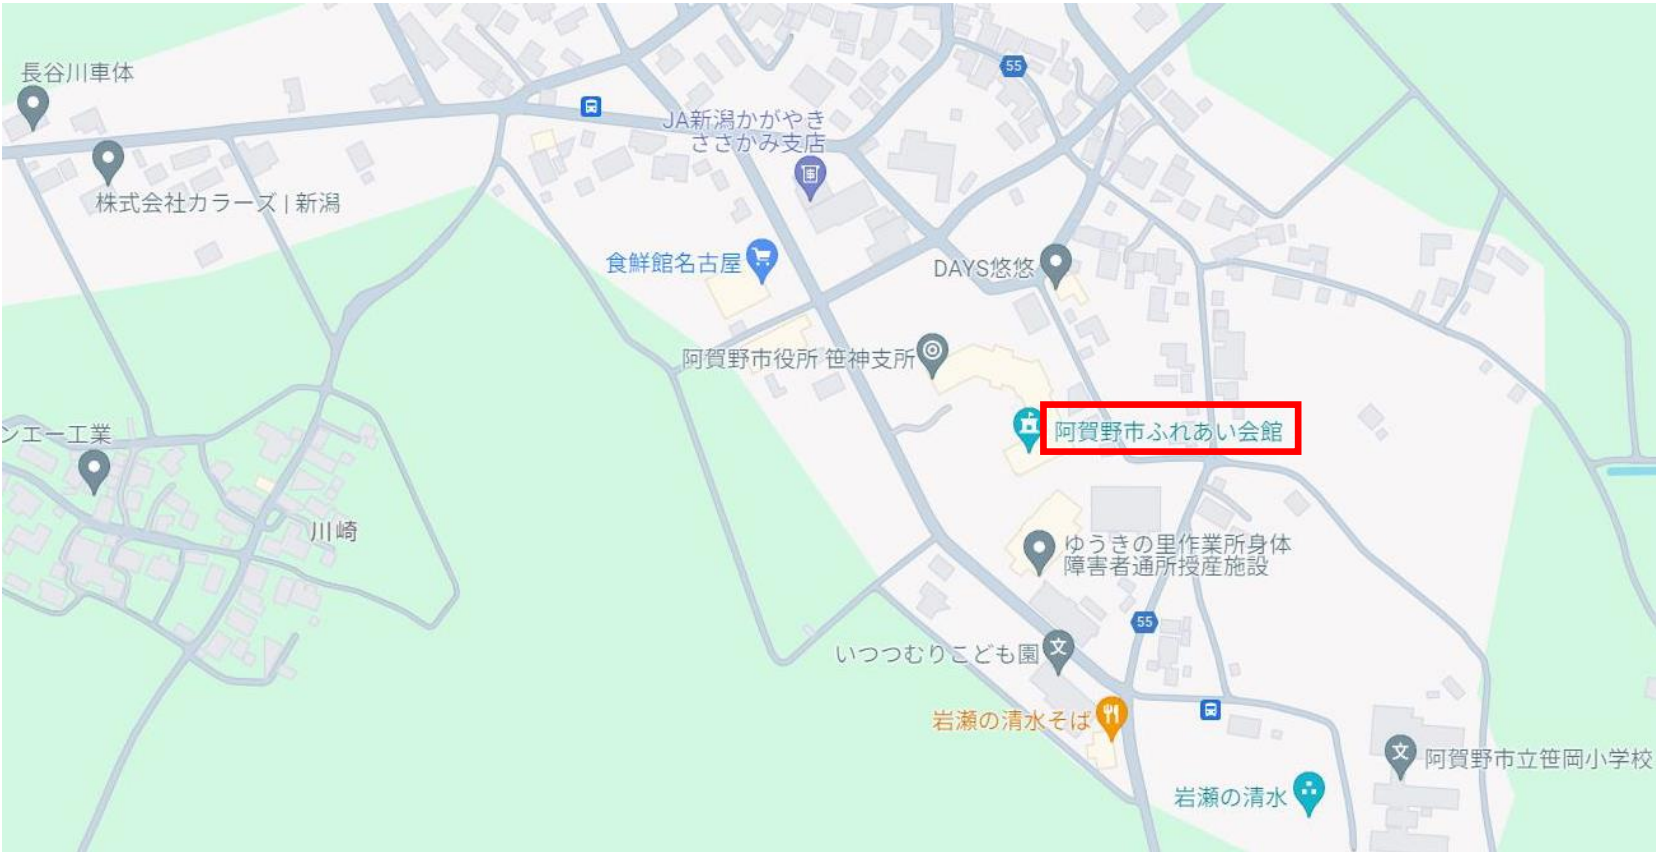 長谷川車体
55
JA新潟かがやき
ささかみ支店
株式会社カラーズ | 新潟
食鮮館名古屋
DAYS悠悠
阿賀野市役所 笹神支所
阿賀野市ふれあい会館
ンエー工業
川崎
ゆうきの里作業所身体
障害者通所授産施設
55
いつつむりこども園
文
岩瀬の清水そば
文
阿賀野市立笹岡小学校
岩瀬の清水